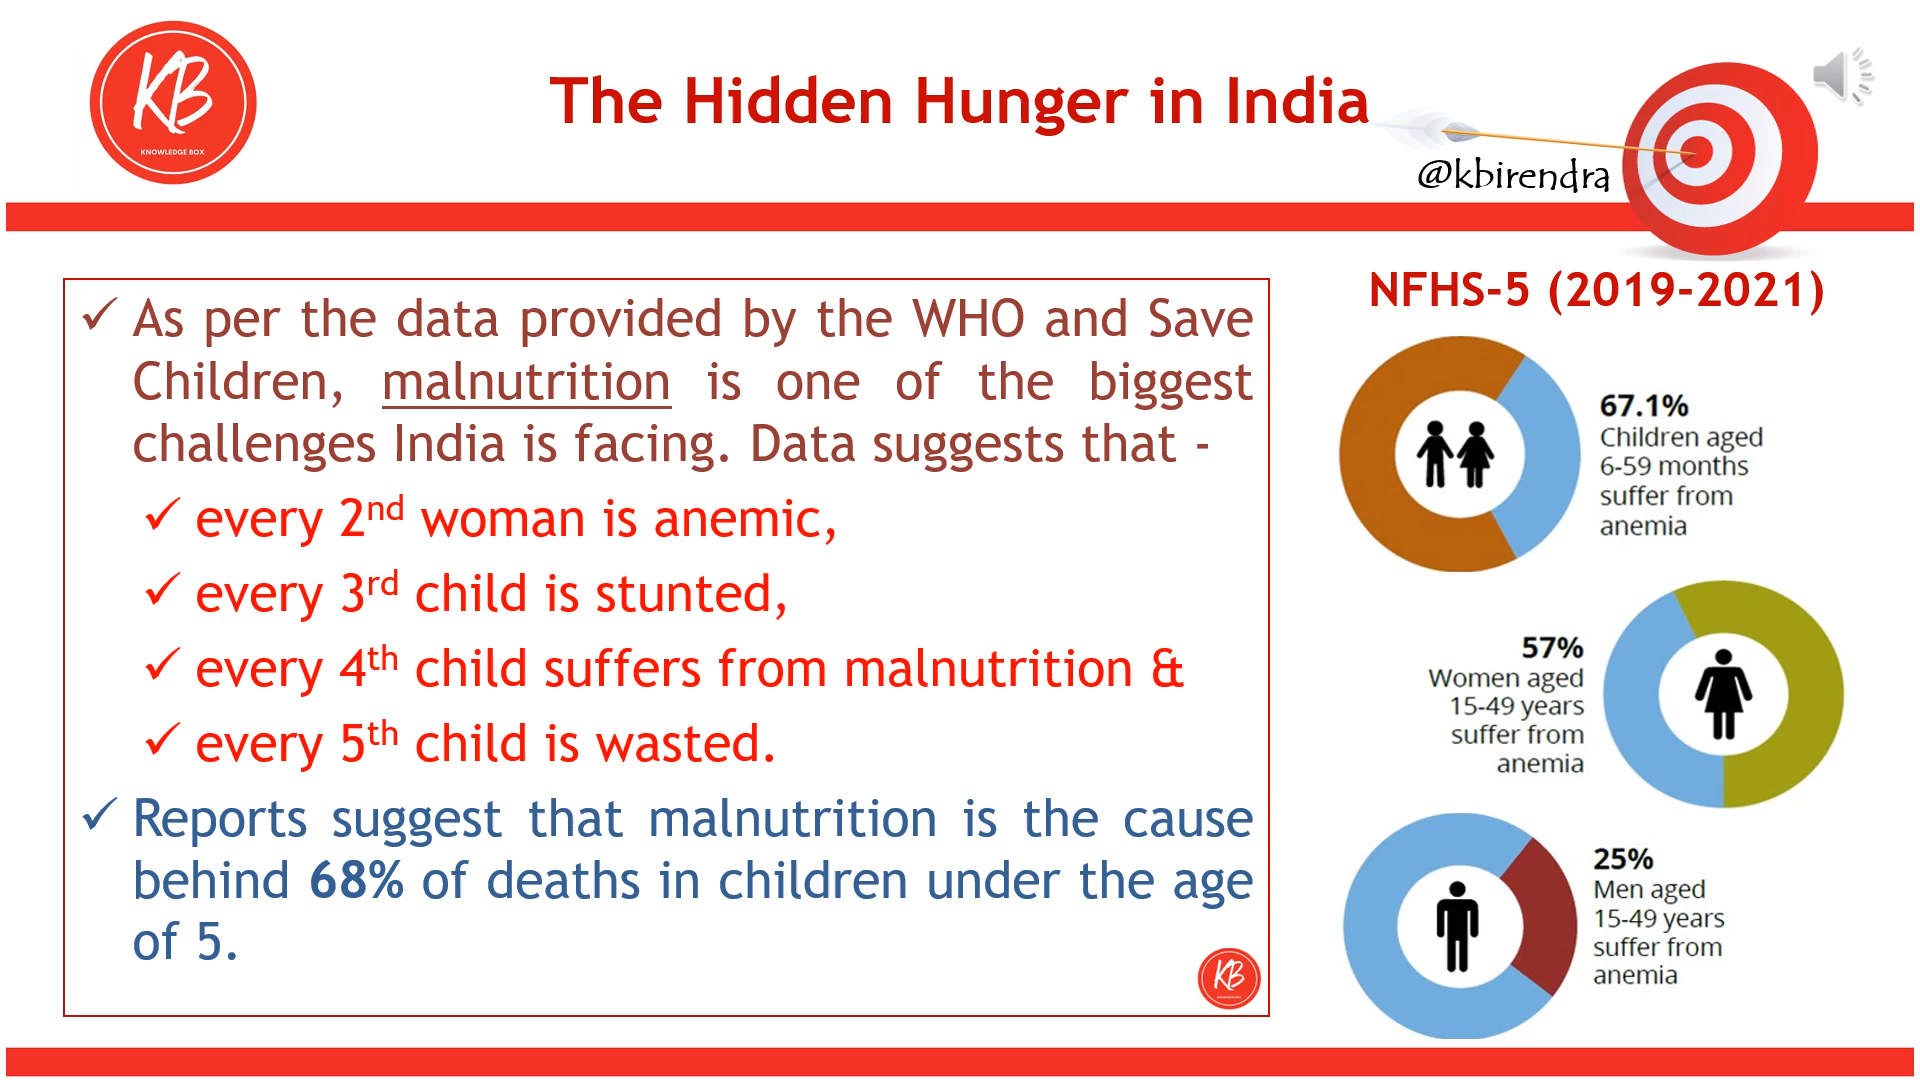 KB
KNOWLEDGE BOX
The Hidden Hunger in India
@kbirendra
✓ As per the data provided by the WHO and Save
Children, malnutrition is one of the biggest
challenges India is facing. Data suggests that -
✓ every 2nd woman is anemic,
✓ every 3rd child is stunted,
✓ every 4th child suffers from malnutrition &
✓ every 5th child is wasted.
✓ Reports suggest that malnutrition is the cause
behind 68% of deaths in children under the age
of 5.
KB
NFHS-5 (2019-2021)
67.1%
Children aged
6-59 months
suffer from
anemia
57%
Women aged
15-49 years
suffer from
anemia
25%
Men aged
15-49 years
suffer from
anemia